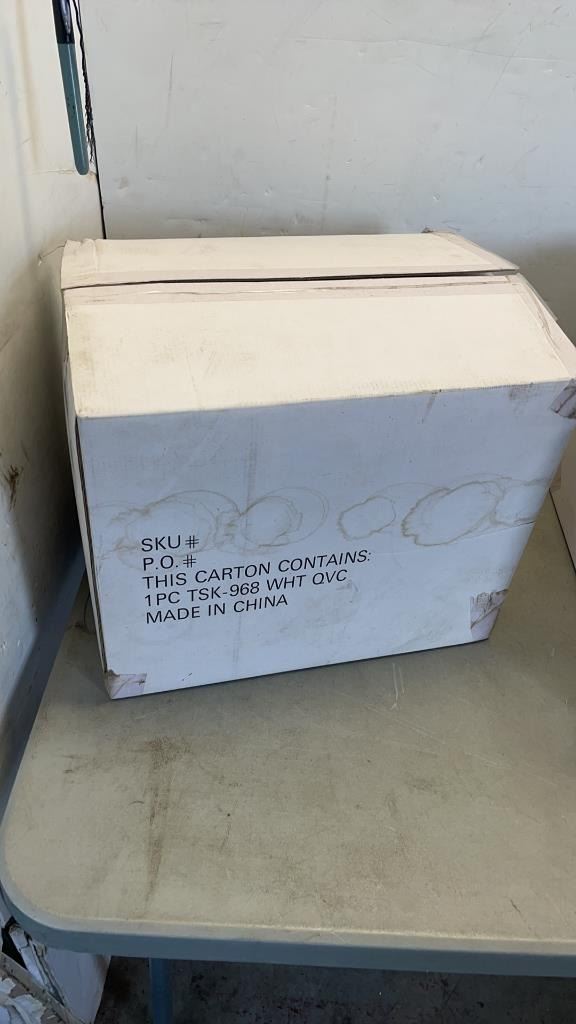 SKU #
P.O. #
THIS CARTON CONTAINS:
1PC TSK-968 WHT QVC
MADE IN CHINA